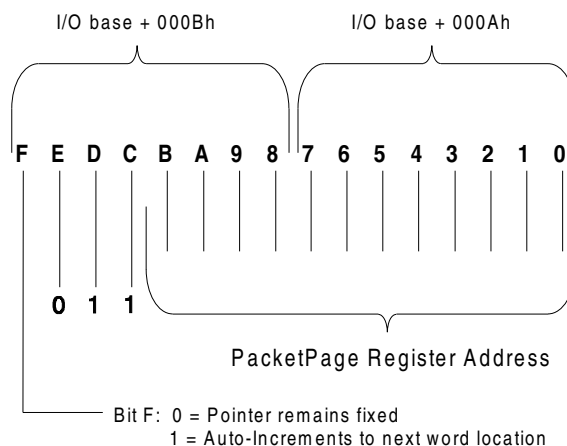 I/O base + 000Bh I/O base + 000Ah
F E D C B A 9 8 7 6 5 4 3 2 1 0
0 1 1
PacketPage Register Address
Bit F: 0 = Pointer remains fixed
1 = Auto-Increments to next word location